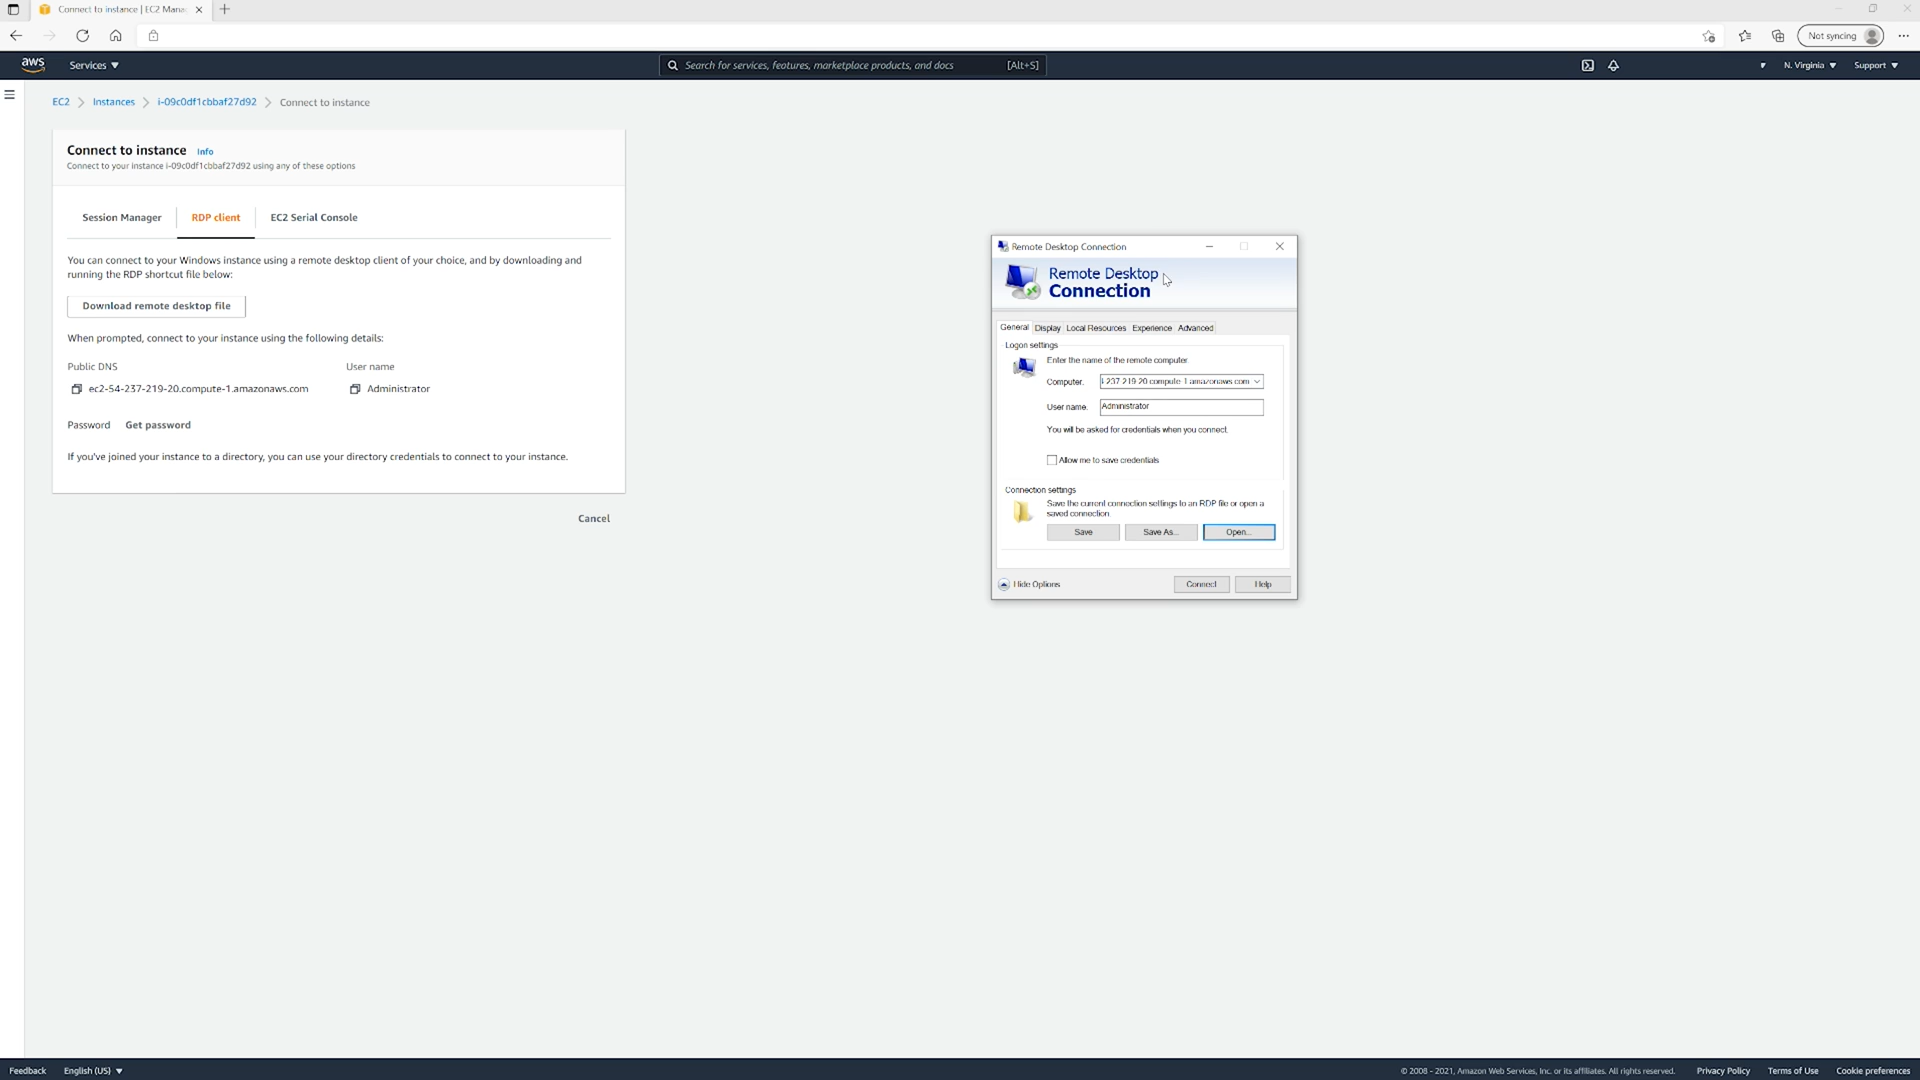 Connect to instance | EC2 Mana
Not syncing
aws
Services
Search for services, features, marketplace products, and docs
[Alt+S]
N. Virginia
Support
EC2
Instances
i-09c0df1cbbaf27d92
Connect to instance
Connect to instance Info
Connect to your instance i-09c0df1cbbaf27d92 using any of these options
Session Manager
RDP client
EC2 Serial Console
You can connect to your Windows instance using a remote desktop client of your choice, and by downloading and
running the RDP shortcut file below:
Download remote desktop file
When prompted, connect to your instance using the following details:
Public DNS
User name
ec2-54-237-219-20.compute-1.amazonaws.com
Administrator
Password
Get password
If you've joined your instance to a directory, you can use your directory credentials to connect to your instance.
Cancel
Remote Desktop Connection
Remote Desktop
Connection
General
Display
Local Resources
Experience
Advanced
Logon settings
Enter the name of the remote computer.
Computer:
237-219-20.compute-1.amazonaws.com
User name:
Administrator
You will be asked for credentials when you connect.
Allow me to save credentials
Connection settings
Save the current connection settings to an RDP file or open a
saved connection.
Save
Save As...
Open...
Hide Options
Connect
Help
Feedback
English (US)
© 2008 - 2021, Amazon Web Services, Inc. or its affiliates. All rights reserved.
Privacy Policy
Terms of Use
Cookie preferences